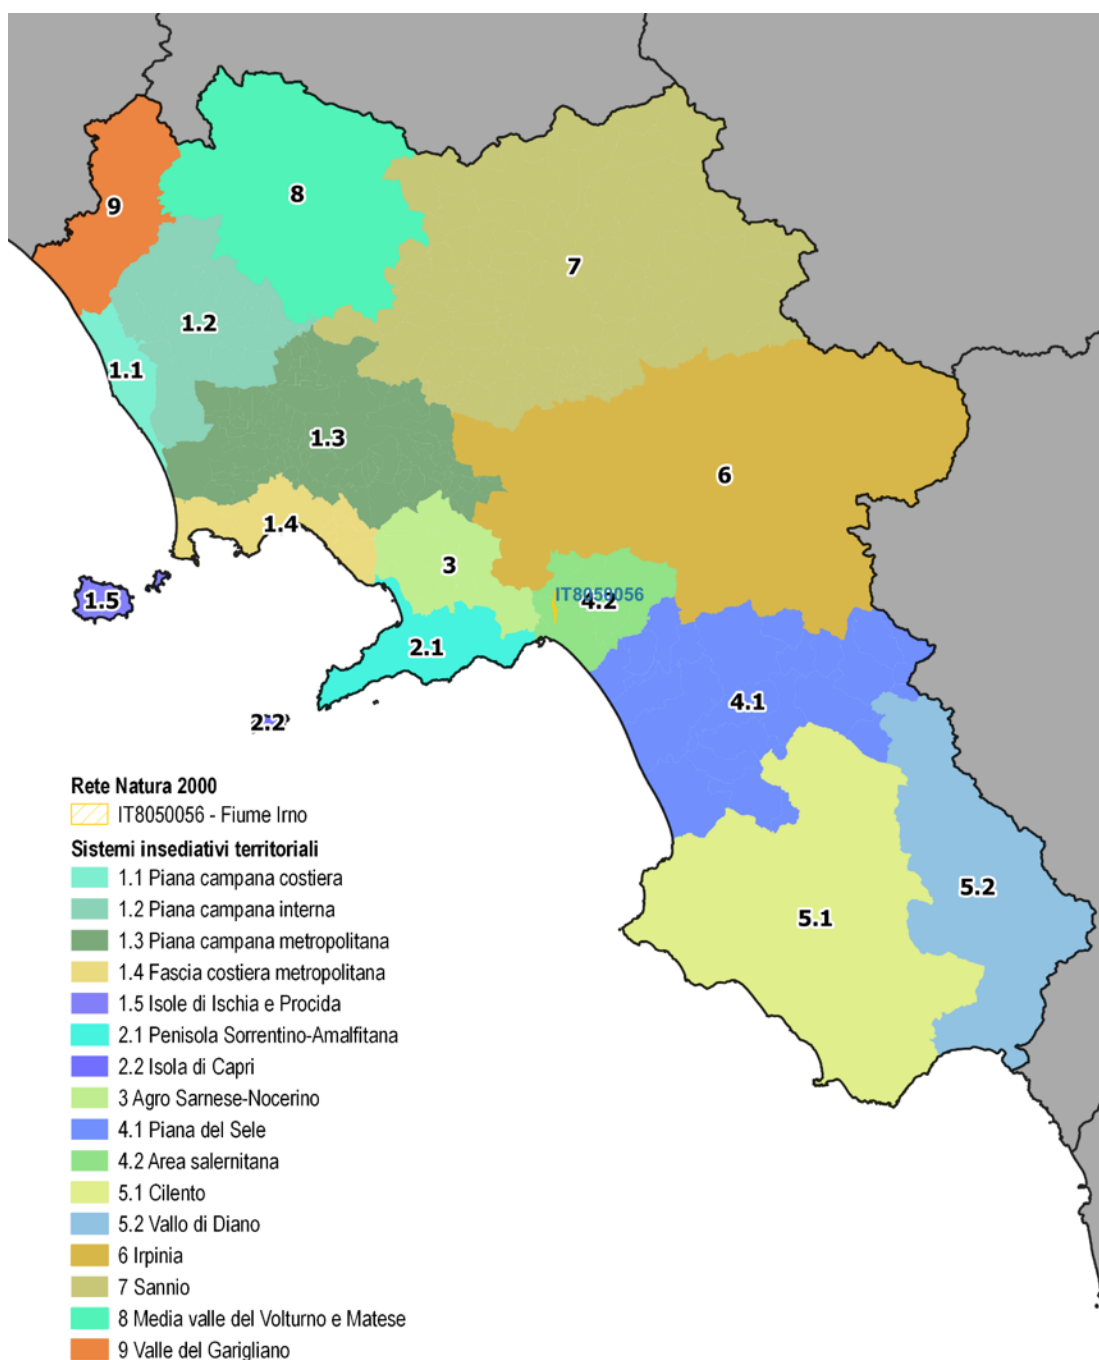 8
9
7
1.2
1.1
1.3
6
1.4
3
IT8050056
4.2
1.5
2.1
4.1
2.2
5.2
5.1
Rete Natura 2000
IT8050056 - Fiume Irno
Sistemi insediativi territoriali
1.1 Piana campana costiera
1.2 Piana campana interna
1.3 Piana campana metropolitana
1.4 Fascia costiera metropolitana
1.5 Isole di Ischia e Procida
2.1 Penisola Sorrentino-Amalfitana
2.2 Isola di Capri
3 Agro Sarnese-Nocerino
4.1 Piana del Sele
4.2 Area salernitana
5.1 Cilento
5.2 Vallo di Diano
6 Irpinia
7 Sannio
8 Media valle del Volturno e Matese
9 Valle del Garigliano